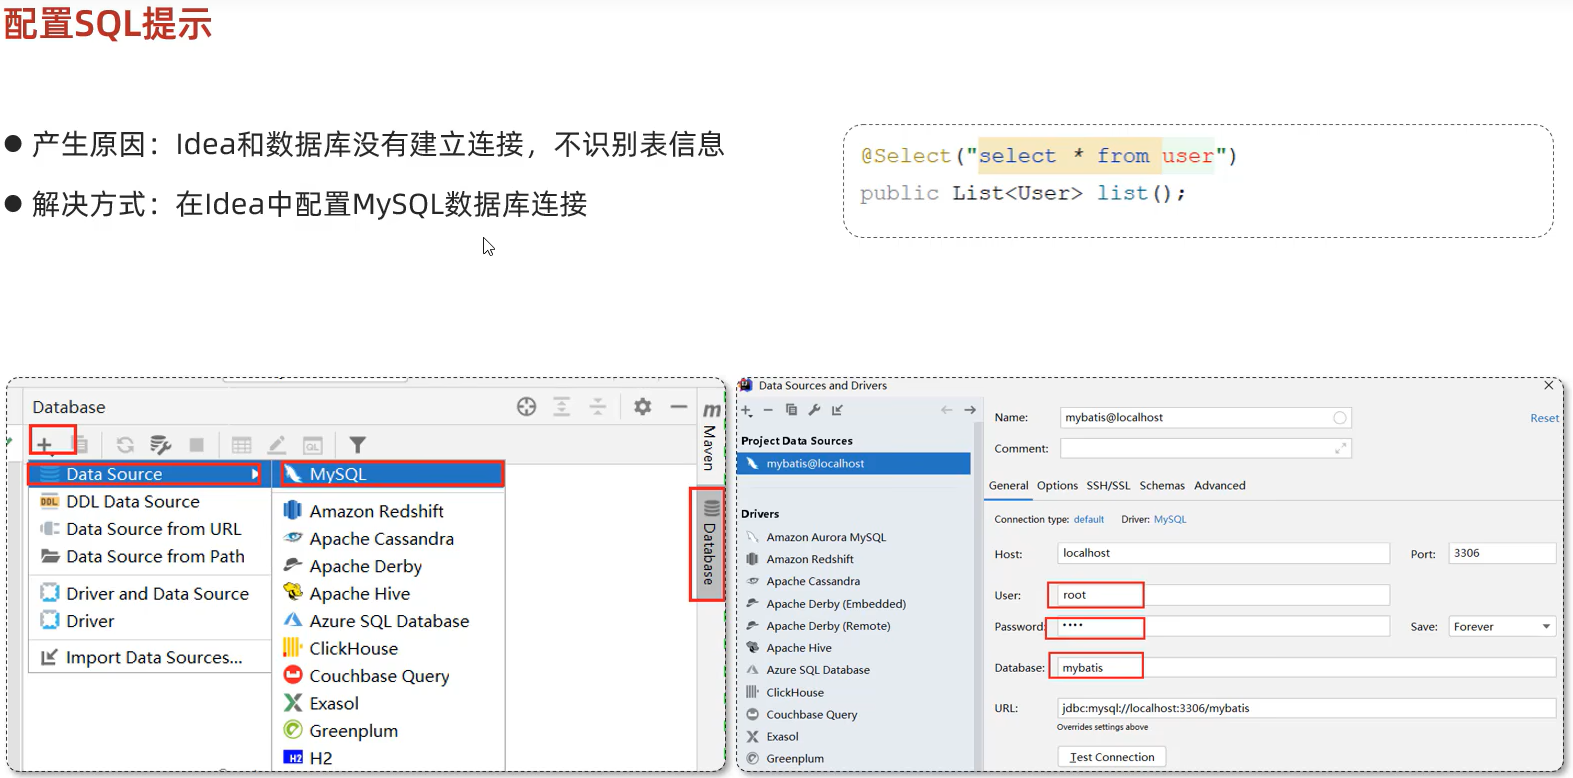 配置SQL提示
● 产生原因：Idea和数据库没有建立连接，不识别表信息
● 解决方式：在Idea中配置MySQL数据库连接
@Select("select * from user")
public List<User> list();
Database
Data Source
DDL Data Source
Data Source from URL
Data Source from Path
Driver and Data Source
Driver
Import Data Sources...
MySQL
Amazon Redshift
Apache Cassandra
Apache Derby
Apache Hive
Azure SQL Database
ClickHouse
Couchbase Query
Exasol
Greenplum
H2
Maven
Database
Data Sources and Drivers
Project Data Sources
mybatis@localhost
Drivers
Amazon Aurora MySQL
Amazon Redshift
Apache Cassandra
Apache Derby (Embedded)
Apache Derby (Remote)
Apache Hive
Azure SQL Database
ClickHouse
Couchbase Query
Exasol
Greenplum
Name: mybatis@localhost Reset
Comment:
General Options SSH/SSL Schemas Advanced
Connection type: default Driver: MySQL
Host: localhost Port: 3306
User: root
Password: •••• Save: Forever
Database: mybatis
URL: jdbc:mysql://localhost:3306/mybatis
Overrides settings above
Test Connection